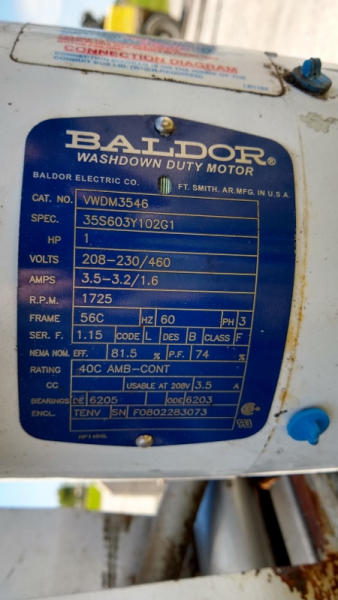 CONNECTION DIAGRAM
BALDOR®
WASHDOWN DUTY MOTOR
BALDOR ELECTRIC CO. FT. SMITH, AR. MFG. IN U.S.A.
CAT. NO. VWDM3546
SPEC. 35S603Y102G1
HP 1
VOLTS 208-230/460
AMPS 3.5-3.2/1.6
R.P.M. 1725
FRAME 56C HZ 60 PH 3
SER. F. 1.15 CODE L DES B CLASS F
NEMA NOM. EFF. 81.5 % P.F. 74 %
RATING 40C AMB-CONT
CC USABLE AT 208V 3.5 A
BEARINGS DE 6205 ODE 6203
ENCL. TENV SN F0802283073